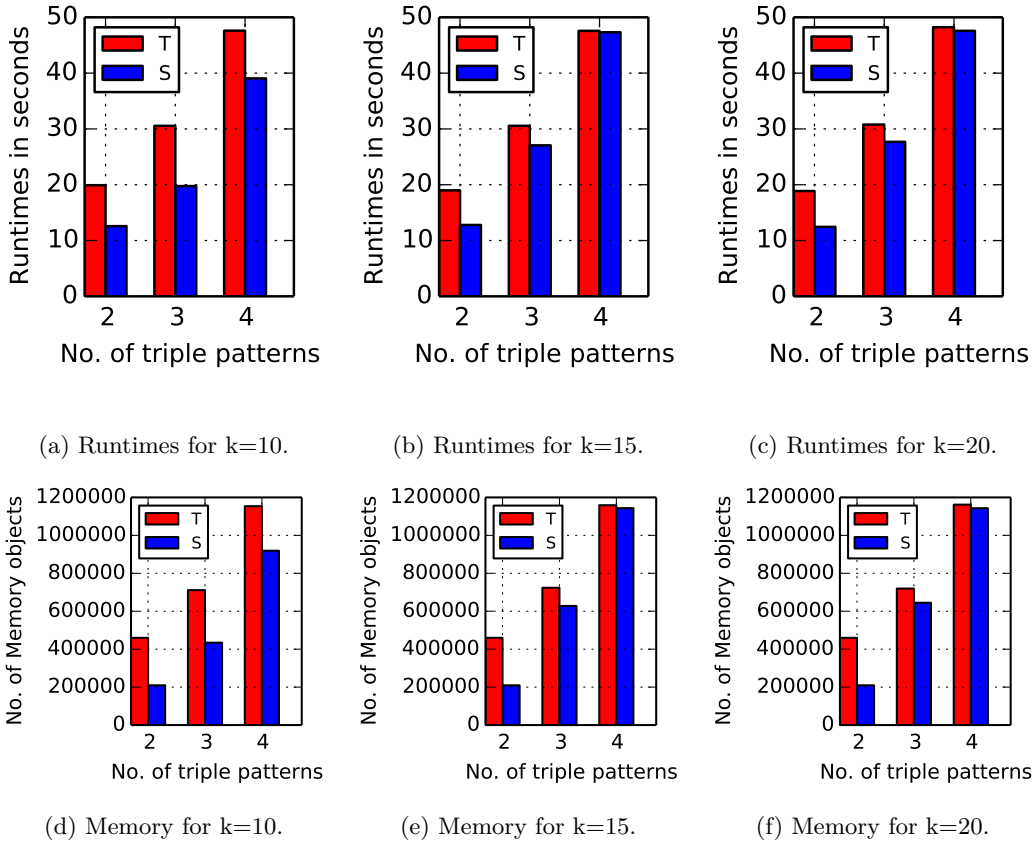 50
40
30
20
10
0
Runtimes in seconds
T
S
2 3 4
No. of triple patterns
(a) Runtimes for k=10.
50
40
30
20
10
0
Runtimes in seconds
T
S
2 3 4
No. of triple patterns
(b) Runtimes for k=15.
50
40
30
20
10
0
Runtimes in seconds
T
S
2 3 4
No. of triple patterns
(c) Runtimes for k=20.
1200000
1000000
800000
600000
400000
200000
0
No. of Memory objects
T
S
2 3 4
No. of triple patterns
(d) Memory for k=10.
1200000
1000000
800000
600000
400000
200000
0
No. of Memory objects
T
S
2 3 4
No. of triple patterns
(e) Memory for k=15.
1200000
1000000
800000
600000
400000
200000
0
No. of Memory objects
T
S
2 3 4
No. of triple patterns
(f) Memory for k=20.